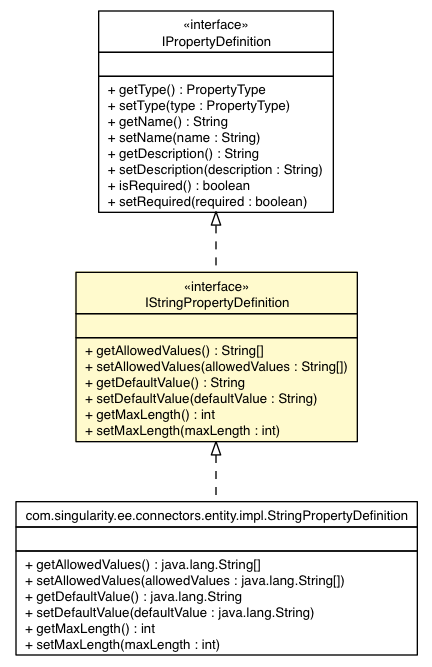 «interface»
IPropertyDefinition
+ getType() : PropertyType
+ setType(type : PropertyType)
+ getName() : String
+ setName(name : String)
+ getDescription() : String
+ setDescription(description : String)
+ isRequired() : boolean
+ setRequired(required : boolean)
«interface»
IStringPropertyDefinition
+ getAllowedValues() : String[]
+ setAllowedValues(allowedValues : String[])
+ getDefaultValue() : String
+ setDefaultValue(defaultValue : String)
+ getMaxLength() : int
+ setMaxLength(maxLength : int)
com.singularity.ee.connectors.entity.impl.StringPropertyDefinition
+ getAllowedValues() : java.lang.String[]
+ setAllowedValues(allowedValues : java.lang.String[])
+ getDefaultValue() : java.lang.String
+ setDefaultValue(defaultValue : java.lang.String)
+ getMaxLength() : int
+ setMaxLength(maxLength : int)